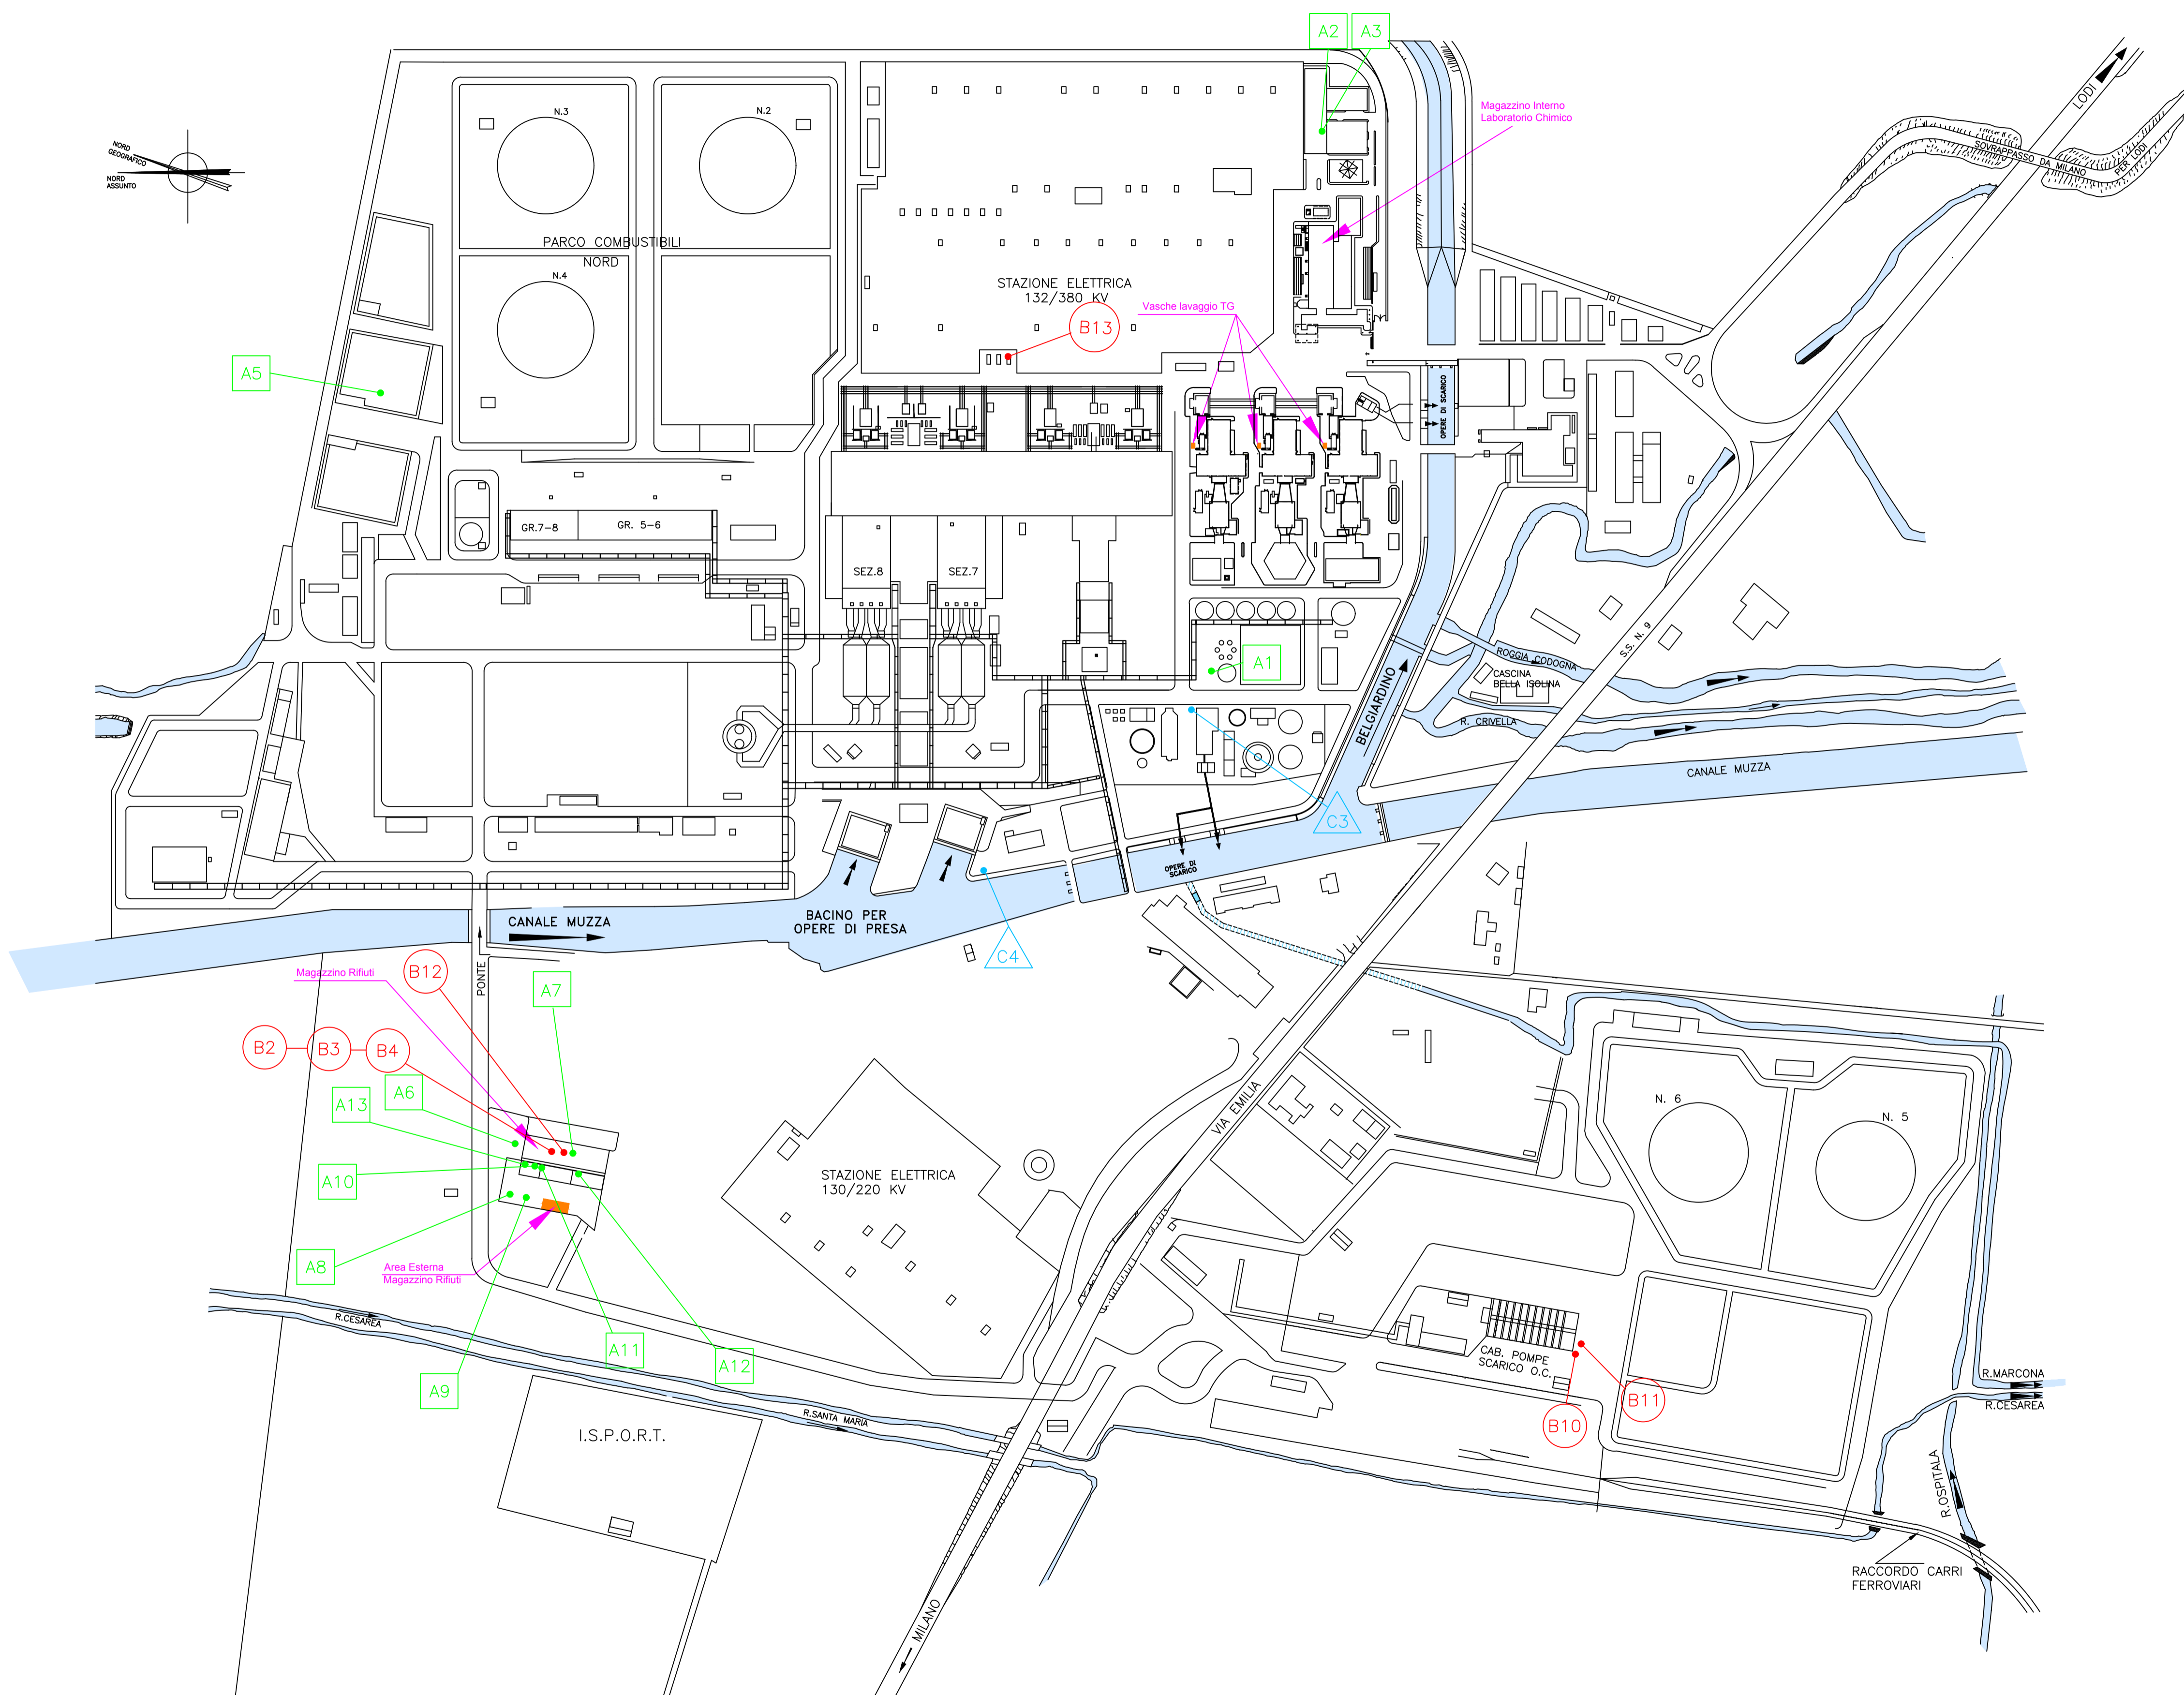 A2
A3
LODI
Magazzino Interno
Laboratorio Chimico
N.3
N.2
NORD
GEOGRAFICO
NORD
ASSUNTO
SOVRAPPASSO DA MILANO
PER LODI
PARCO COMBUSTIBILI
NORD
N.4
STAZIONE ELETTRICA
132/380 KV
Vasche lavaggio TG
B13
A5
OPERE DI SCARICO
GR.7-8
GR. 5-6
SEZ.8
SEZ.7
A1
S.S. N. 9
ROGGIA CODOGNA
CASCINA
BELLA ISOLINA
BELGIARDINO
R. CRIVELLA
CANALE MUZZA
C3
OPERE DI
SCARICO
CANALE MUZZA
BACINO PER
OPERE DI PRESA
C4
Magazzino Rifiuti
B12
PONTE
A7
B2
B3
B4
A6
A13
VIA EMILIA
N. 6
N. 5
A10
STAZIONE ELETTRICA
130/220 KV
A8
Area Esterna
Magazzino Rifiuti
R.CESAREA
A11
A12
A9
CAB. POMPE
SCARICO O.C.
B11
B10
R.MARCONA
R.CESAREA
R.SANTA MARIA
I.S.P.O.R.T.
R.OSPITALA
RACCORDO CARRI
FERROVIARI
MILANO